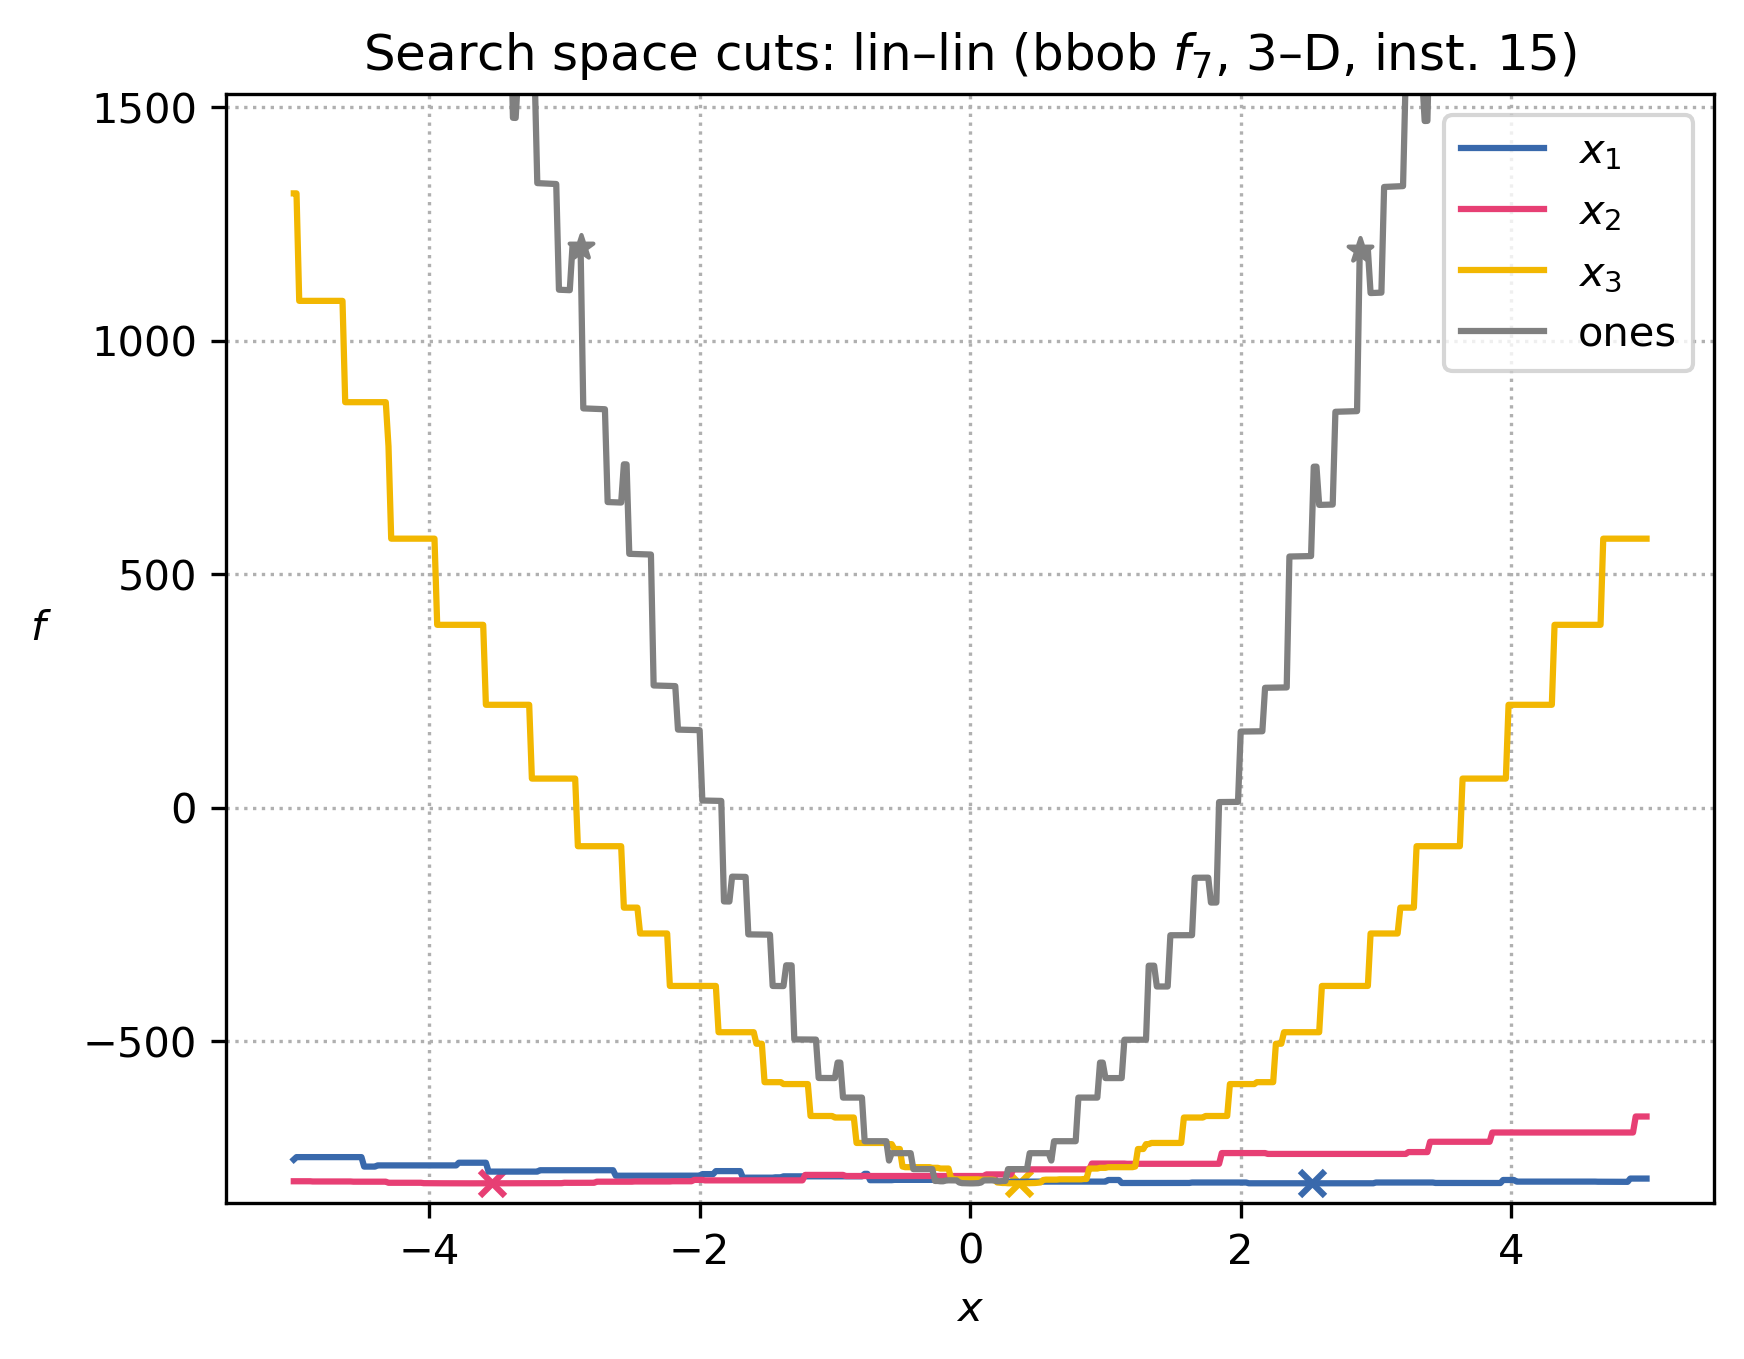 Search space cuts: lin–lin (bbob f₇, 3–D, inst. 15)
1500
1000
500
0
−500
f
−4
−2
0
2
4
x
x₁
x₂
x₃
ones